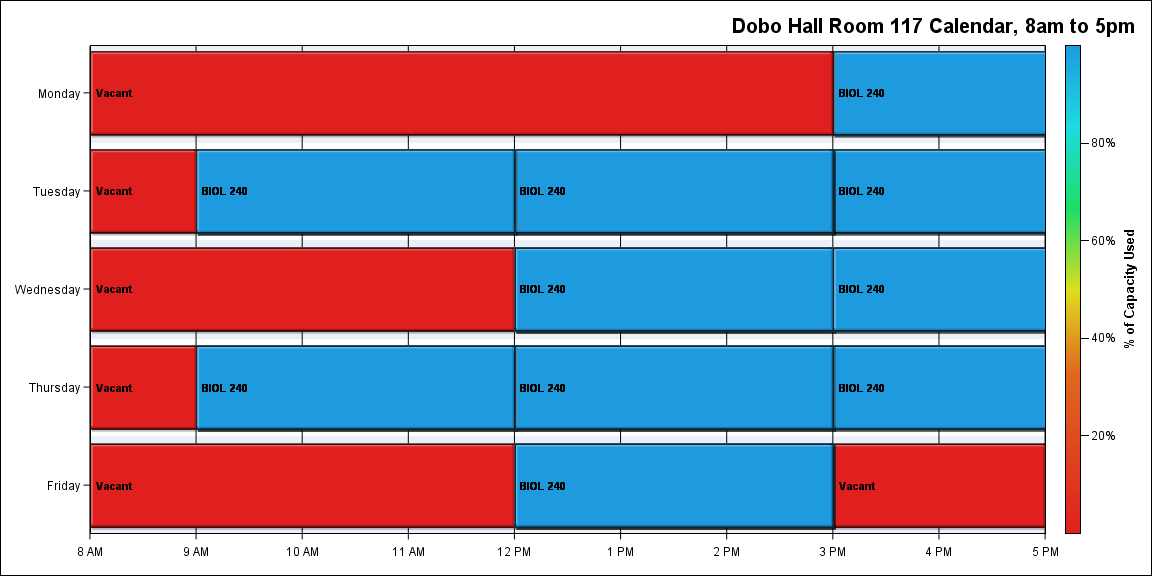 Dobo Hall Room 117 Calendar, 8am to 5pm
Monday
Vacant
BIOL 240
Tuesday
Vacant
BIOL 240
BIOL 240
BIOL 240
Wednesday
Vacant
BIOL 240
BIOL 240
Thursday
Vacant
BIOL 240
BIOL 240
BIOL 240
Friday
Vacant
BIOL 240
Vacant
8 AM
9 AM
10 AM
11 AM
12 PM
1 PM
2 PM
3 PM
4 PM
5 PM
80%
60%
40%
20%
% of Capacity Used